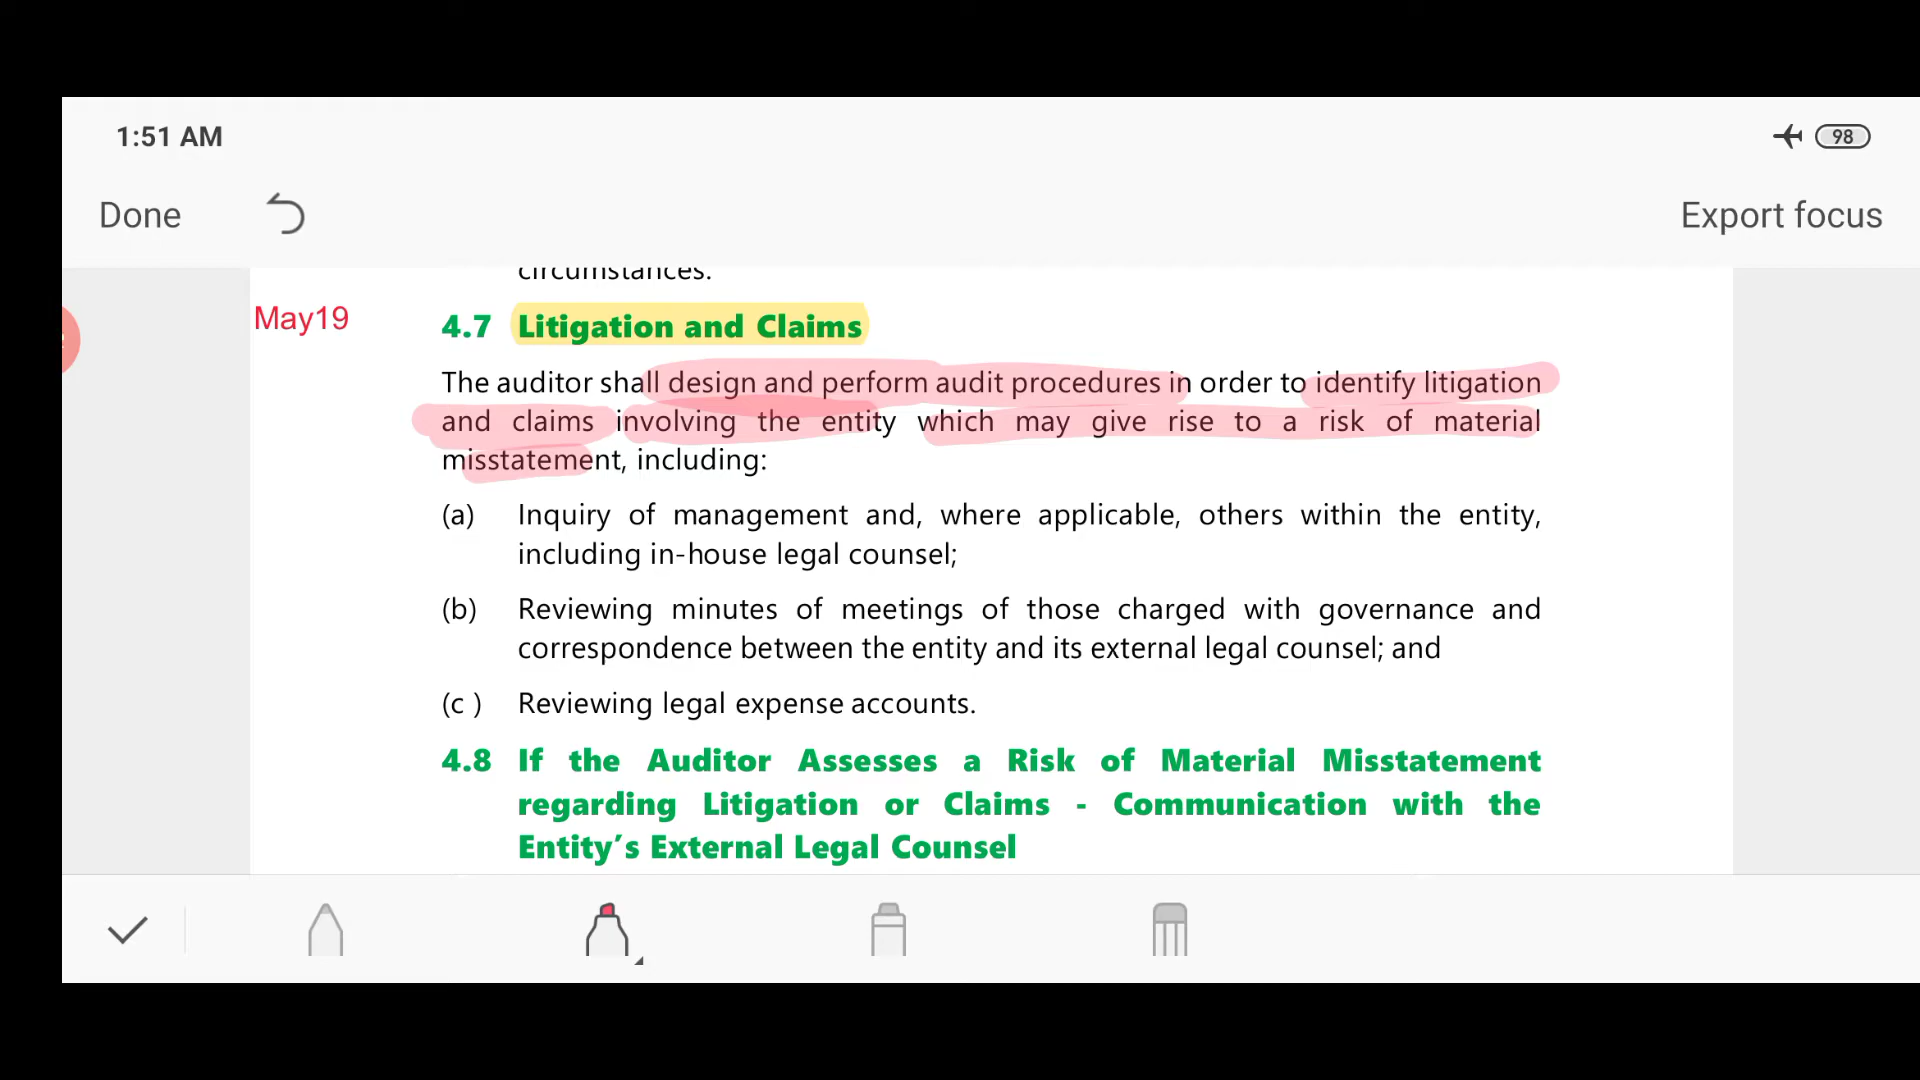 1:51 AM
98
Done
Export focus
circumstances.
May19
4.7 Litigation and Claims
The auditor shall design and perform audit procedures in order to identify litigation
and claims involving the entity which may give rise to a risk of material
misstatement, including:
(a) Inquiry of management and, where applicable, others within the entity,
including in-house legal counsel;
(b) Reviewing minutes of meetings of those charged with governance and
correspondence between the entity and its external legal counsel; and
(c ) Reviewing legal expense accounts.
4.8 If the Auditor Assesses a Risk of Material Misstatement
regarding Litigation or Claims - Communication with the
Entity’s External Legal Counsel